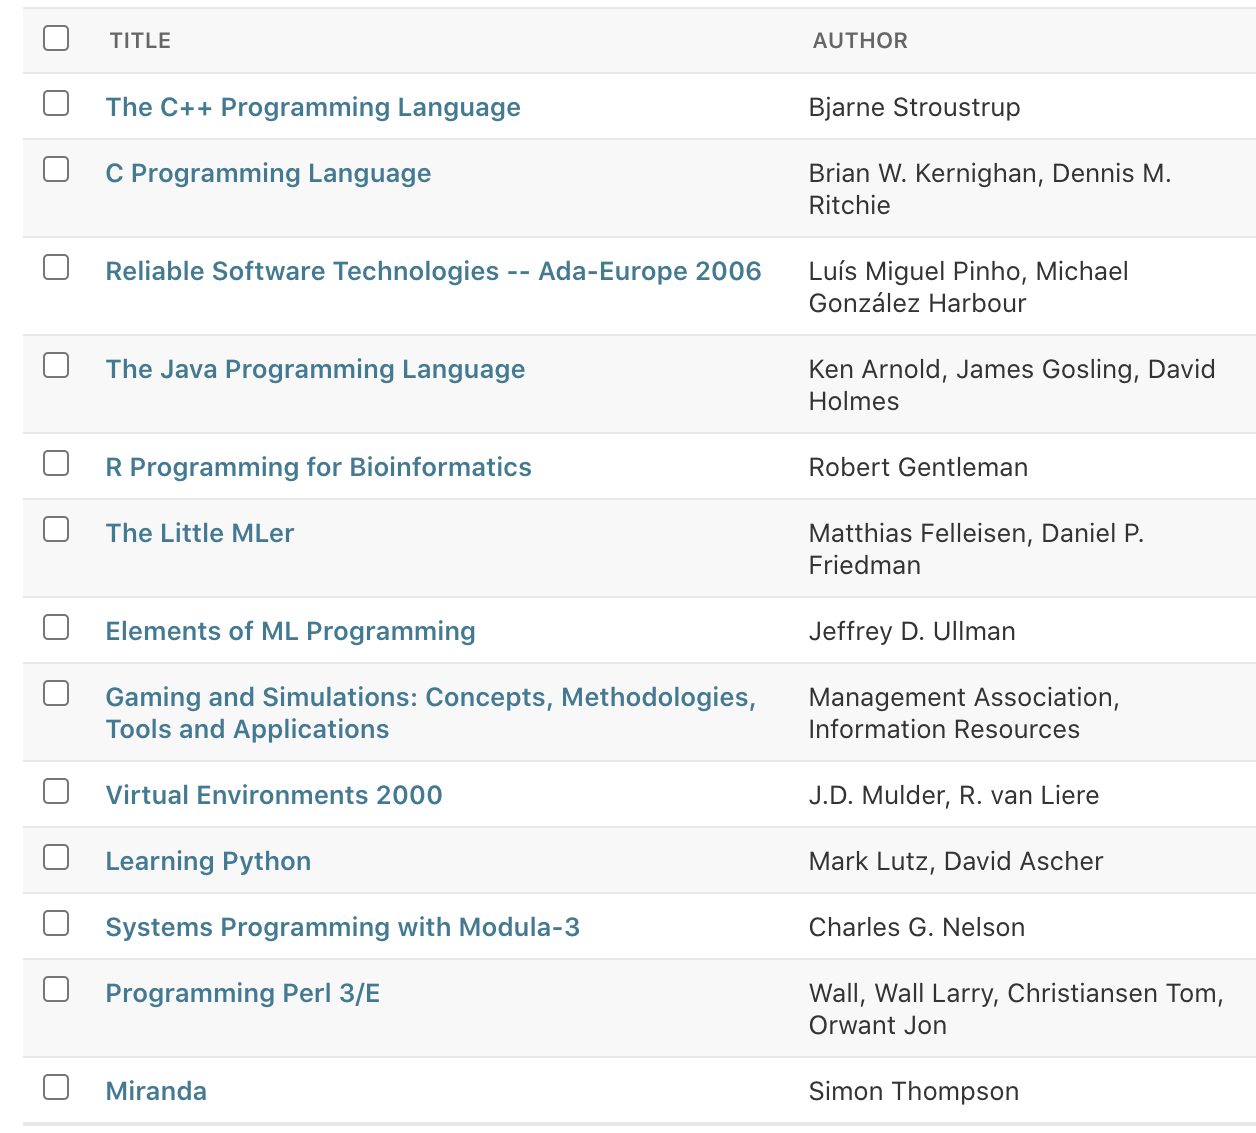 TITLE AUTHOR
The C++ Programming Language Bjarne Stroustrup
C Programming Language Brian W. Kernighan, Dennis M.
Ritchie
Reliable Software Technologies -- Ada-Europe 2006 Luís Miguel Pinho, Michael
González Harbour
The Java Programming Language Ken Arnold, James Gosling, David
Holmes
R Programming for Bioinformatics Robert Gentleman
The Little MLer Matthias Felleisen, Daniel P.
Friedman
Elements of ML Programming Jeffrey D. Ullman
Gaming and Simulations: Concepts, Methodologies, Management Association,
Tools and Applications Information Resources
Virtual Environments 2000 J.D. Mulder, R. van Liere
Learning Python Mark Lutz, David Ascher
Systems Programming with Modula-3 Charles G. Nelson
Programming Perl 3/E Wall, Wall Larry, Christiansen Tom,
Orwant Jon
Miranda Simon Thompson